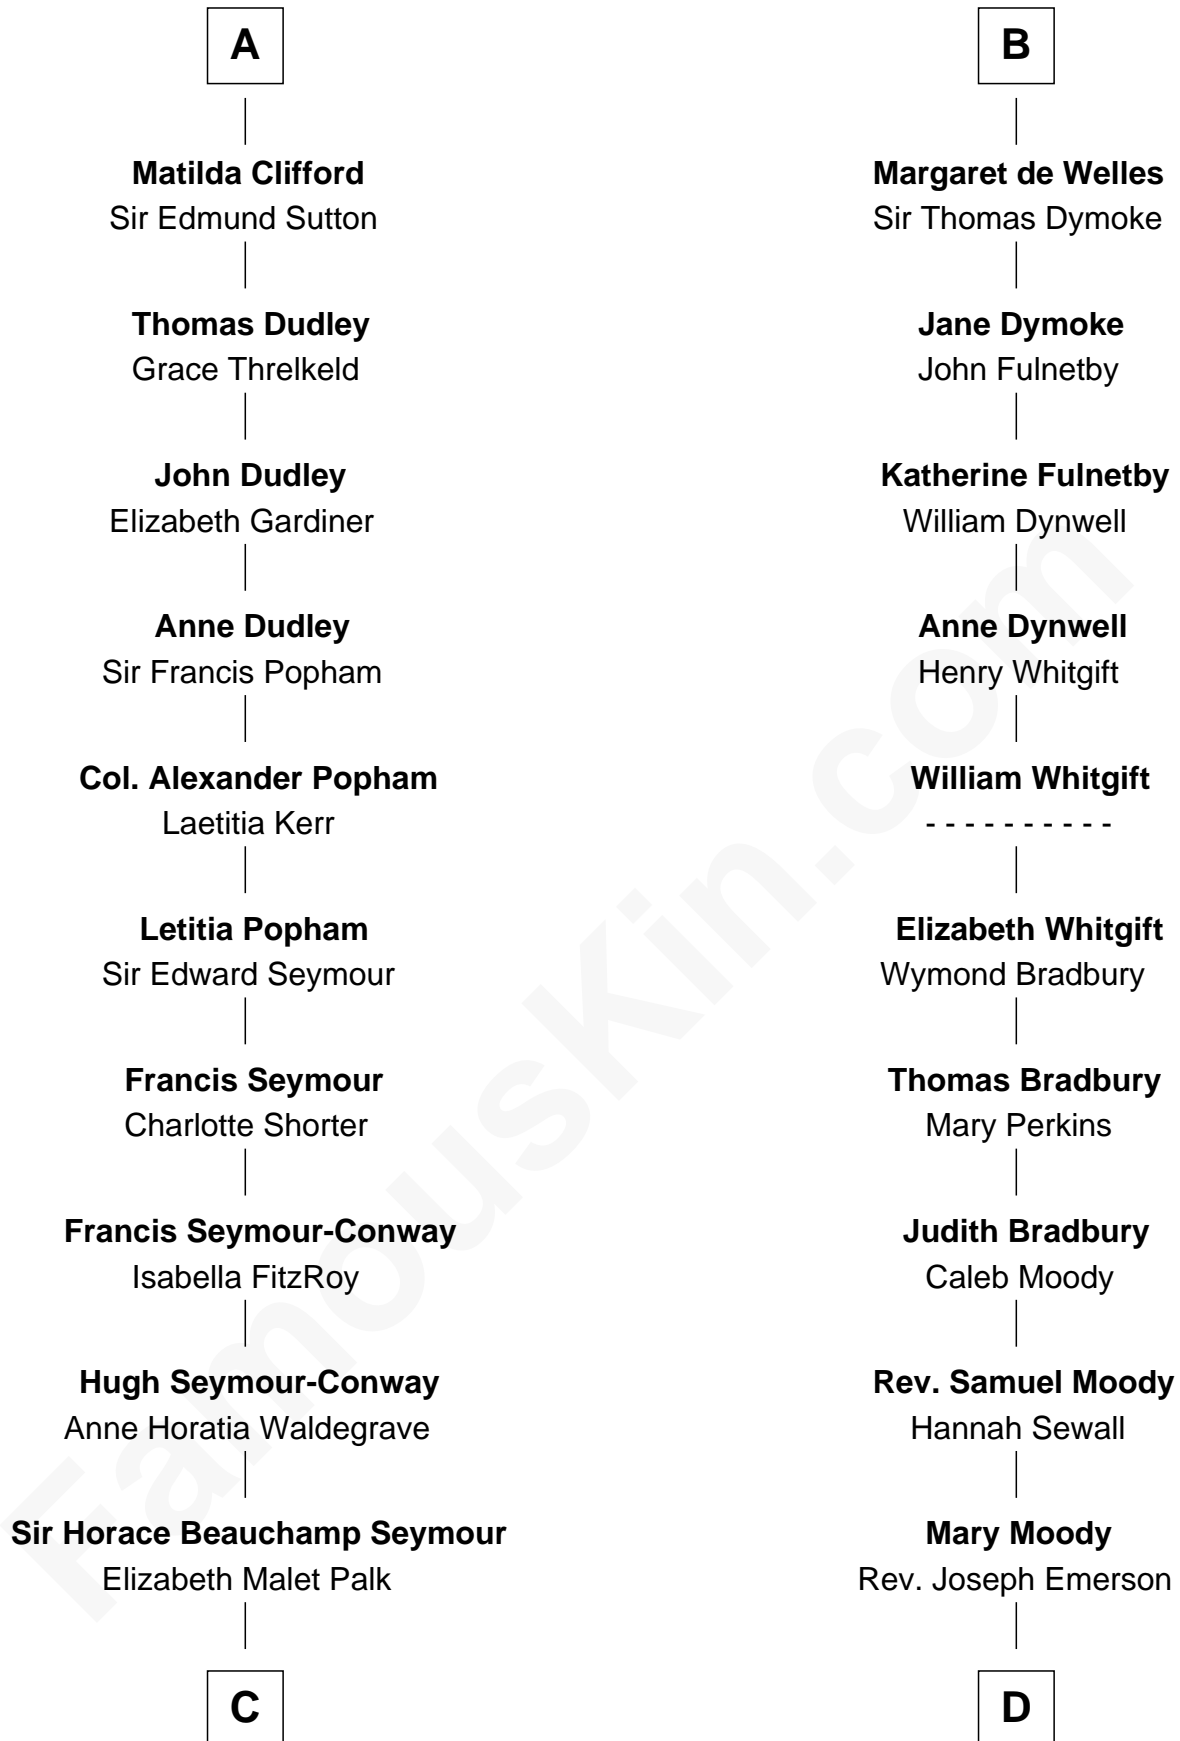 A
Matilda Clifford
Sir Edmund Sutton
Thomas Dudley
Grace Threlkeld
John Dudley
Elizabeth Gardiner
Anne Dudley
Sir Francis Popham
Col. Alexander Popham
Laetitia Kerr
Letitia Popham
Sir Edward Seymour
Francis Seymour
Charlotte Shorter
Francis Seymour-Conway
Isabella FitzRoy
Hugh Seymour-Conway
Anne Horatia Waldegrave
Sir Horace Beauchamp Seymour
Elizabeth Malet Palk
C
B
Margaret de Welles
Sir Thomas Dymoke
Jane Dymoke
John Fulnetby
Katherine Fulnetby
William Dynwell
Anne Dynwell
Henry Whitgift
William Whitgift
- - - - - - - - - -
Elizabeth Whitgift
Wymond Bradbury
Thomas Bradbury
Mary Perkins
Judith Bradbury
Caleb Moody
Rev. Samuel Moody
Hannah Sewall
Mary Moody
Rev. Joseph Emerson
D
FamousKin.com